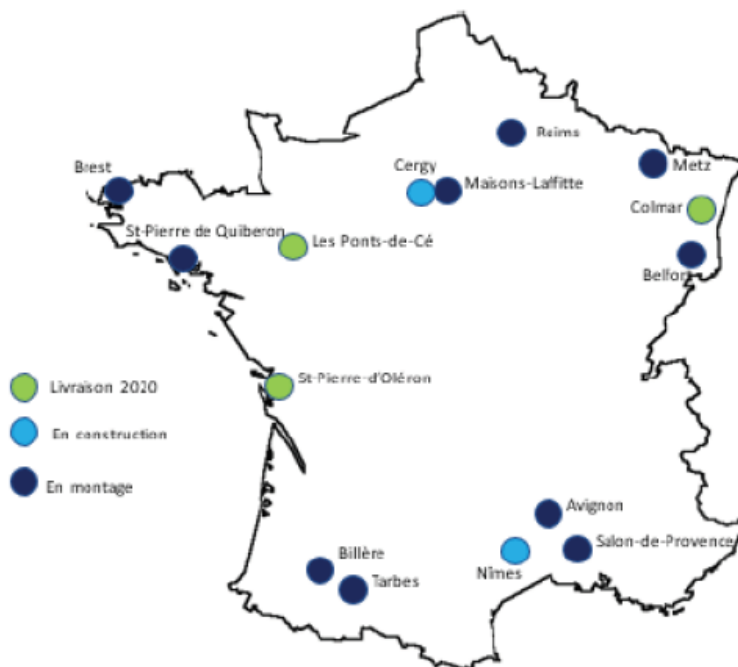 Reims
Brest
Cergy
Metz
Maisons-Laffitte
Colmar
St-Pierre de Quiberon
Les Ponts-de-Cé
Belfort
St-Pierre-d'Oléron
Livraison 2020
En construction
En montage
Avignon
Salon-de-Provence
Billère
Nîmes
Tarbes